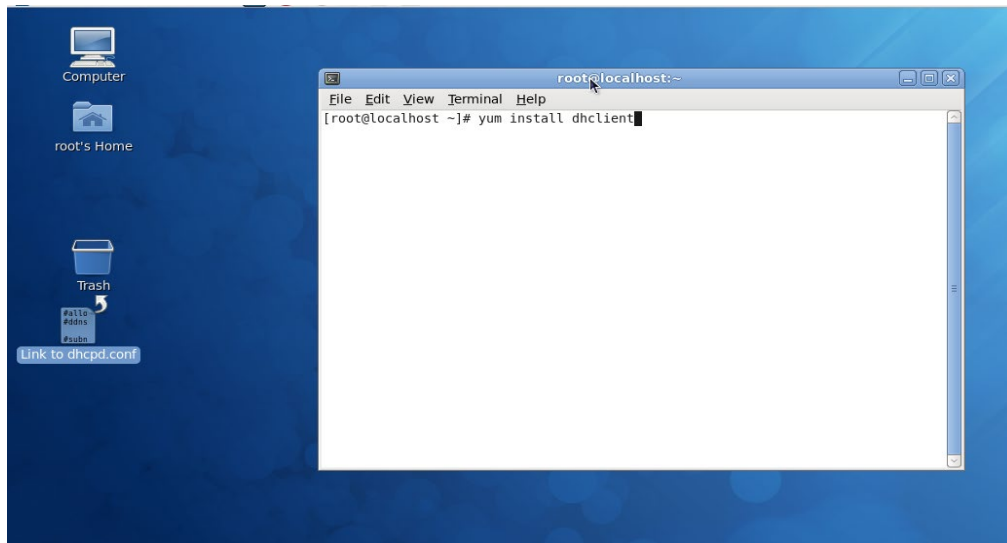 Computer
root's Home
Trash
#allo
#ddns
#subn
Link to dhcpd.conf
root@localhost:~
File Edit View Terminal Help
[root@localhost ~]# yum install dhclient